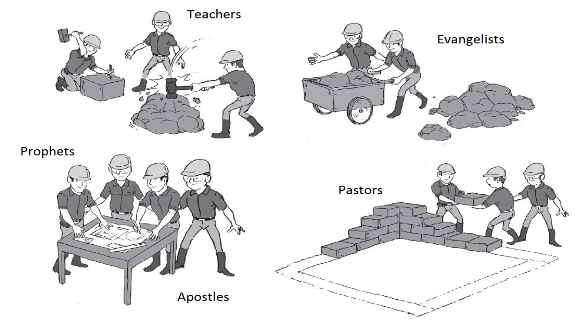 Teachers
Evangelists
Prophets
Pastors
Apostles